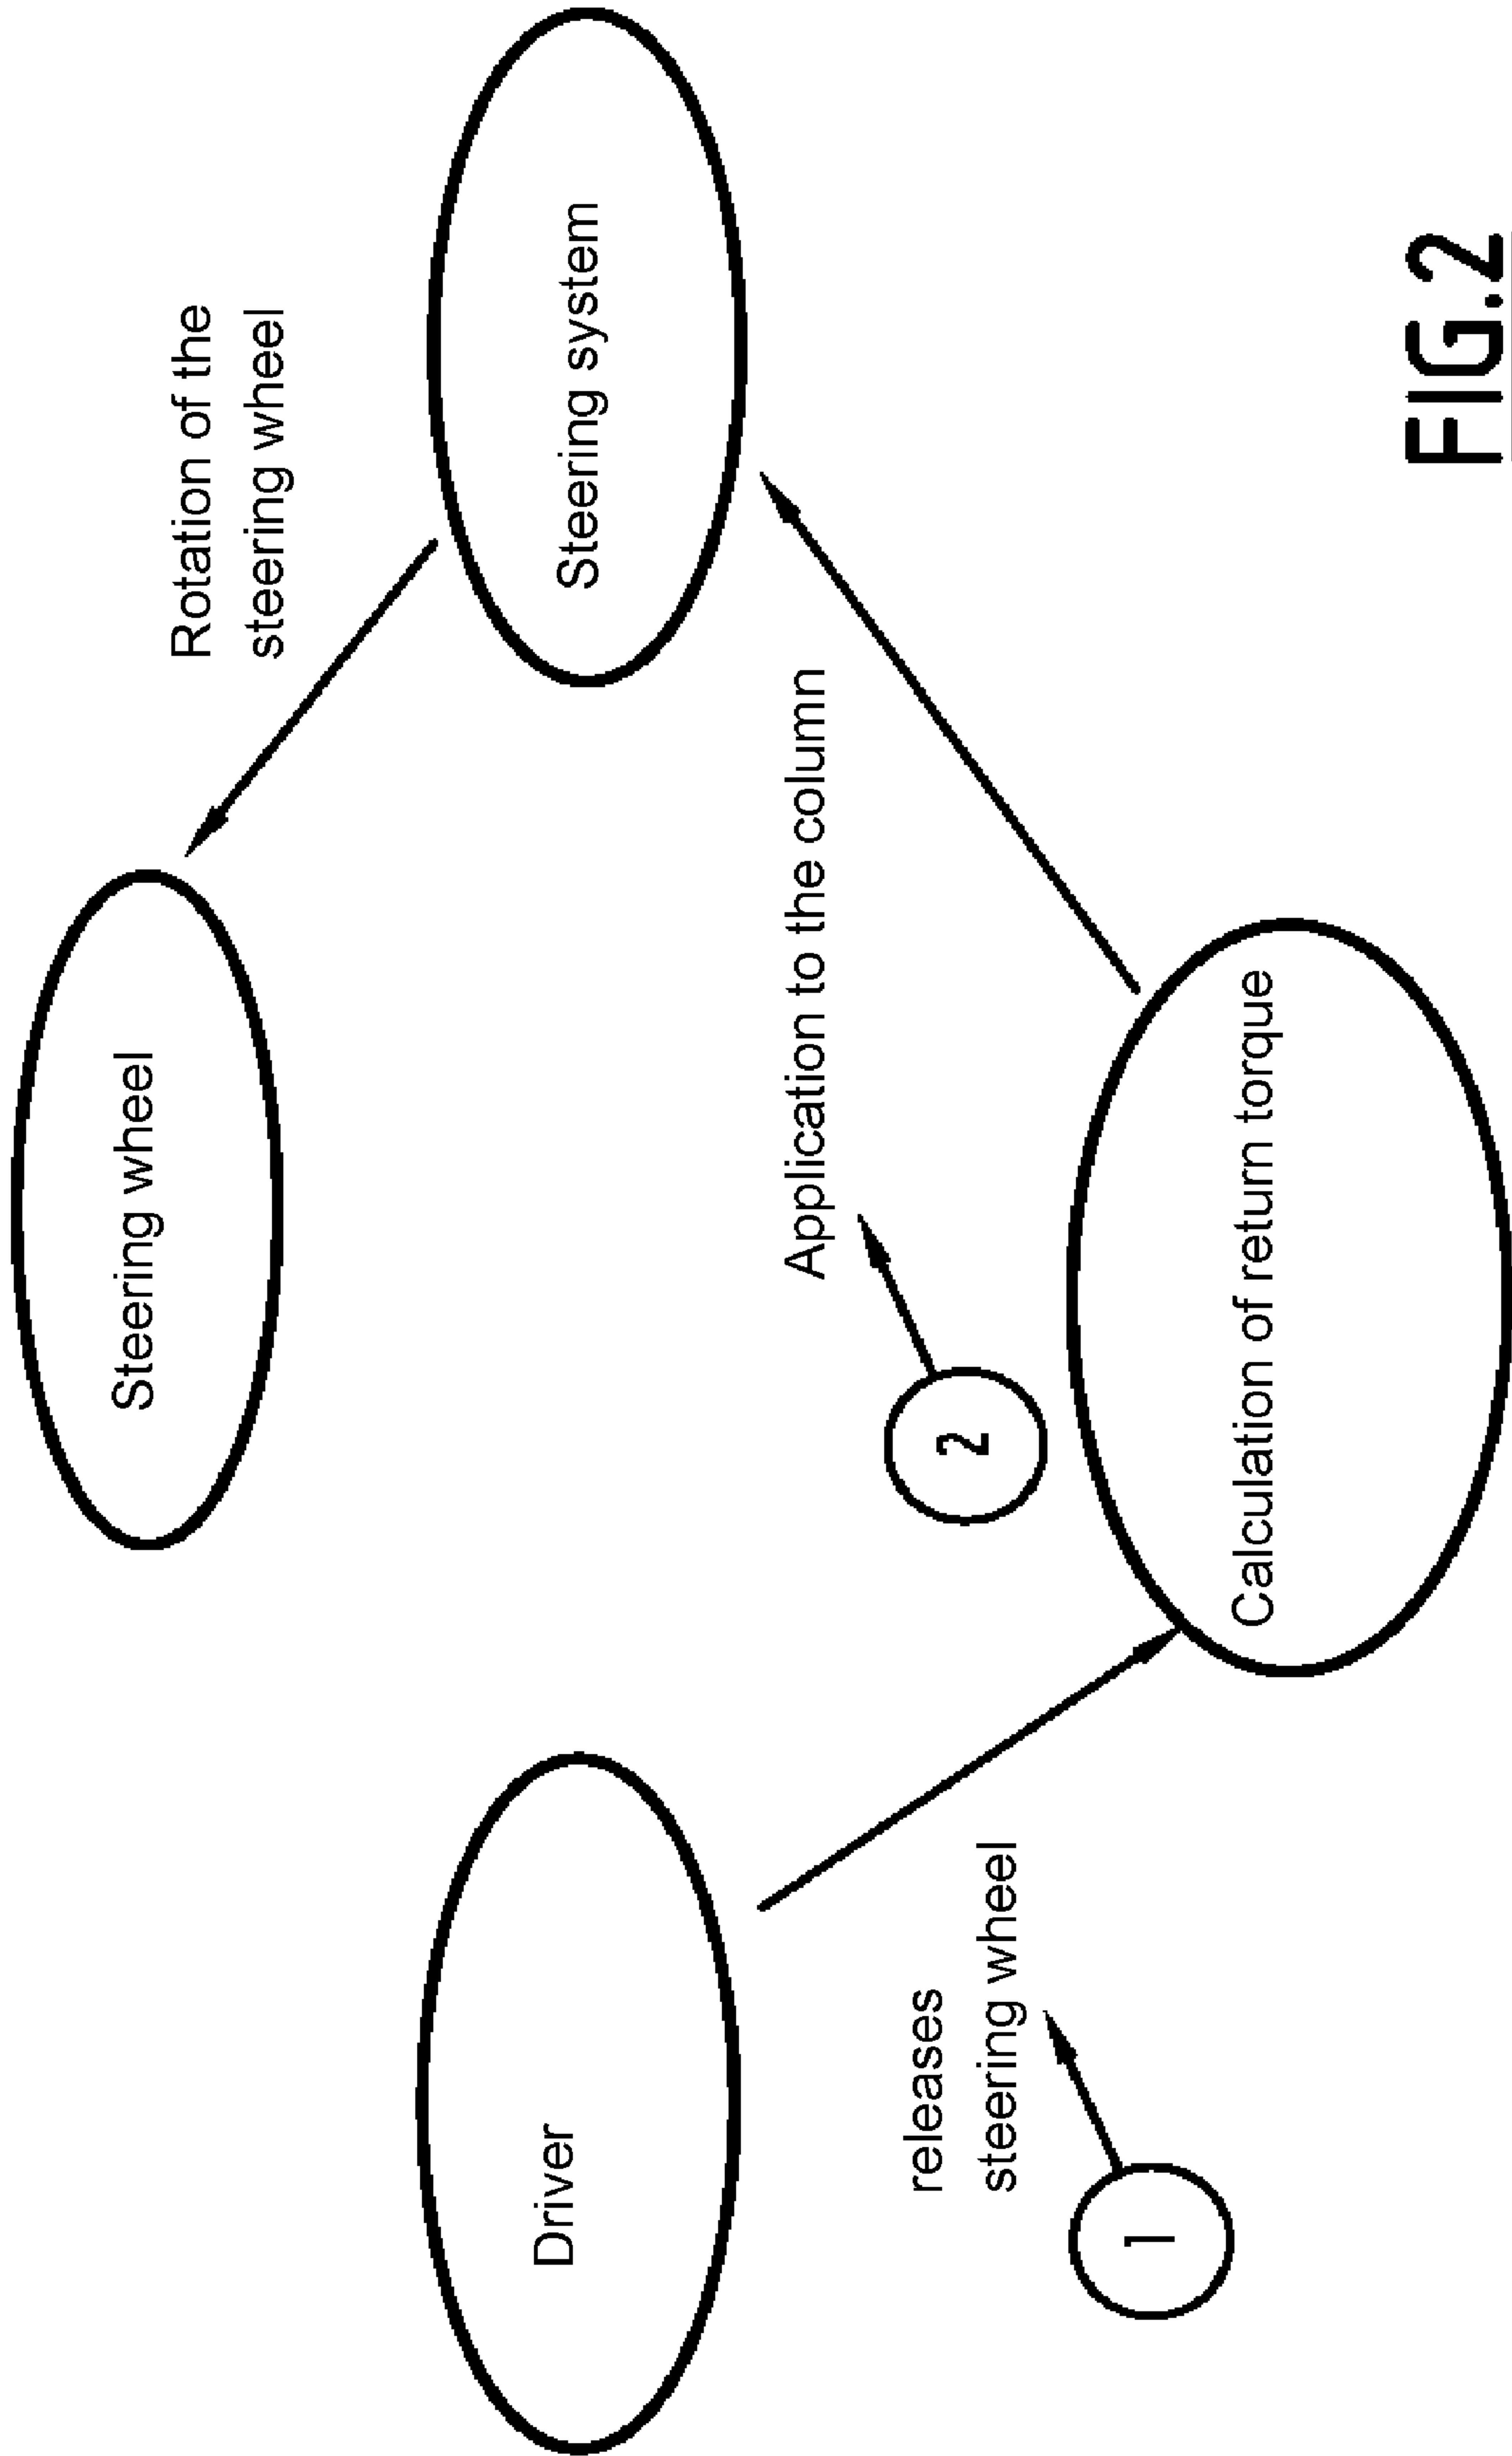 Steering wheel
Rotation of the
steering wheel
Driver
Steering system
releases
steering wheel
1
2
Application to the column
Calculation of return torque
FIG.2